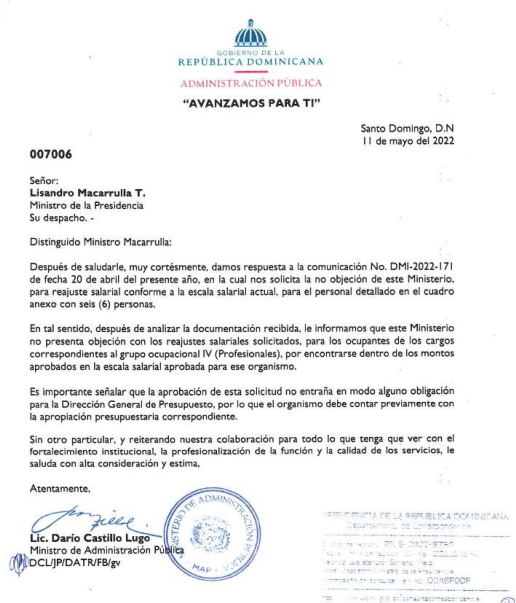 GOBIERNO DE LA
REPÚBLICA DOMINICANA
ADMINISTRACIÓN PÚBLICA
"AVANZAMOS PARA TI"
Santo Domingo, D.N
11 de mayo del 2022
007006
Señor:
Lisandro Macarrulla T.
Ministro de la Presidencia
Su despacho. -
Distinguido Ministro Macarrulla:
Después de saludarle, muy cortésmente, damos respuesta a la comunicación No. DMI-2022-171
de fecha 20 de abril del presente año, en la cual nos solicita la no objeción de este Ministerio,
para reajuste salarial conforme a la escala salarial actual, para el personal detallado en el cuadro
anexo con seis (6) personas.
En tal sentido, después de analizar la documentación recibida, le informamos que este Ministerio
no presenta objeción con los reajustes salariales solicitados, para los ocupantes de los cargos
correspondientes al grupo ocupacional IV (Profesionales), por encontrarse dentro de los montos
aprobados en la escala salarial aprobada para ese organismo.
Es importante señalar que la aprobación de esta solicitud no entraña en modo alguno obligación
para la Dirección General de Presupuesto, por lo que el organismo debe contar previamente con
la apropiación presupuestaria correspondiente.
Sin otro particular, y reiterando nuestra colaboración para todo lo que tenga que ver con el
fortalecimiento institucional, la profesionalización de la función y la calidad de los servicios, le
saluda con alta consideración y estima,
Atentamente,
Lic. Darío Castillo Lugo
Ministro de Administración Pública
DCL/JP/DATR/FB/gv
MINISTERIO DE ADMINISTRACIÓN PÚBLICA
MAP
PRESIDENCIA DE LA REPUBLICA DOMINICANA
Departamento de Correspondencia